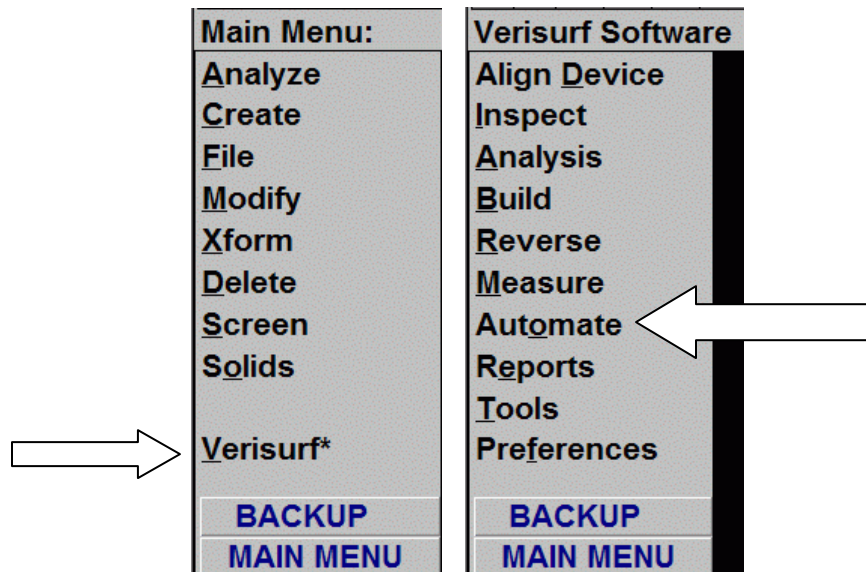 Main Menu:
Analyze
Create
File
Modify
Xform
Delete
Screen
Solids
Verisurf*
BACKUP
MAIN MENU
Verisurf Software
Align Device
Inspect
Analysis
Build
Reverse
Measure
Automate
Reports
Tools
Preferences
BACKUP
MAIN MENU